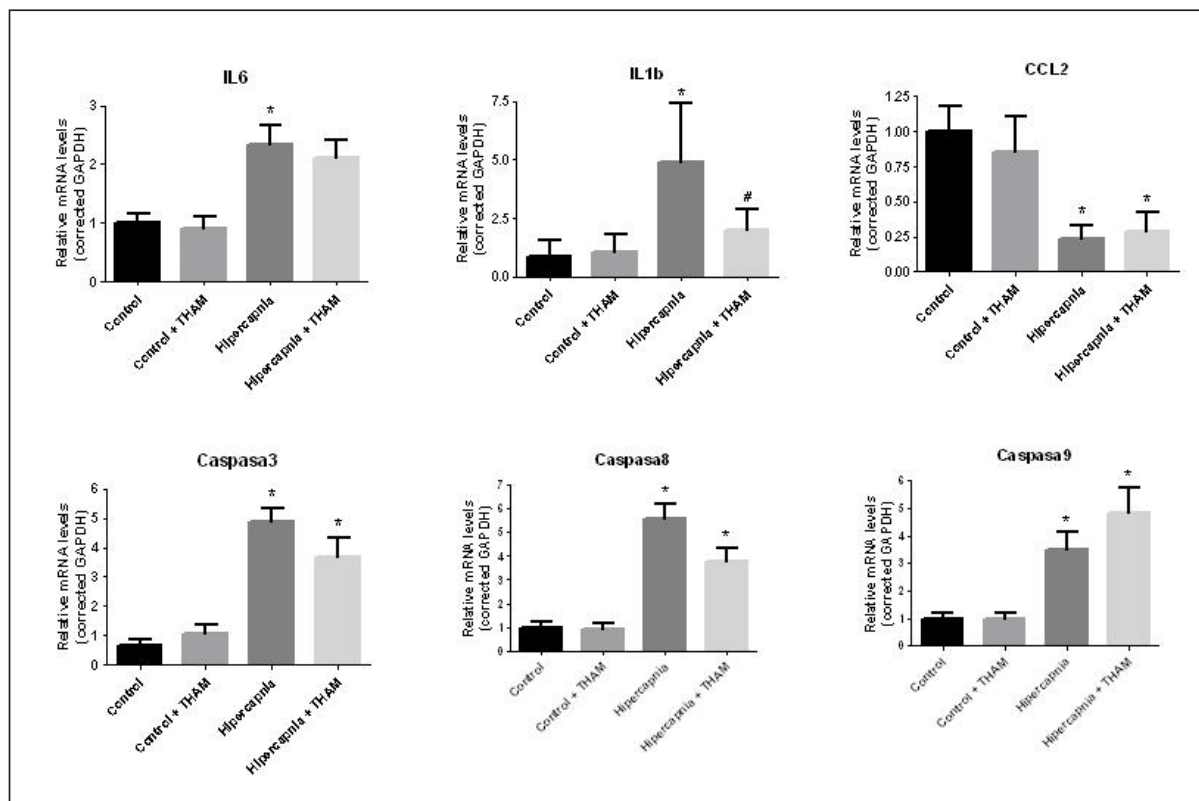 IL6
Relative mRNA levels
(corrected GAPDH)
3
2
1
0
*
Control
Control + THAM
Hipercapnia
Hipercapnia + THAM
IL1b
Relative mRNA levels
(corrected GAPDH)
7.5
5.0
2.5
0.0
*
#
Control
Control + THAM
Hipercapnia
Hipercapnia + THAM
CCL2
Relative mRNA levels
(corrected GAPDH)
1.25
1.00
0.75
0.50
0.25
0.00
*
*
Control
Control + THAM
Hipercapnia
Hipercapnia + THAM
Caspasa3
Relative mRNA levels
(corrected GAPDH)
6
5
4
3
2
1
0
*
*
Control
Control + THAM
Hipercapnia
Hipercapnia + THAM
Caspasa8
Relative mRNA levels
(corrected GAPDH)
7
6
5
4
3
2
1
0
*
*
Control
Control + THAM
Hipercapnia
Hipercapnia + THAM
Caspasa9
Relative mRNA levels
(corrected GAPDH)
6
5
4
3
2
1
0
*
*
Control
Control + THAM
Hipercapnia
Hipercapnia + THAM